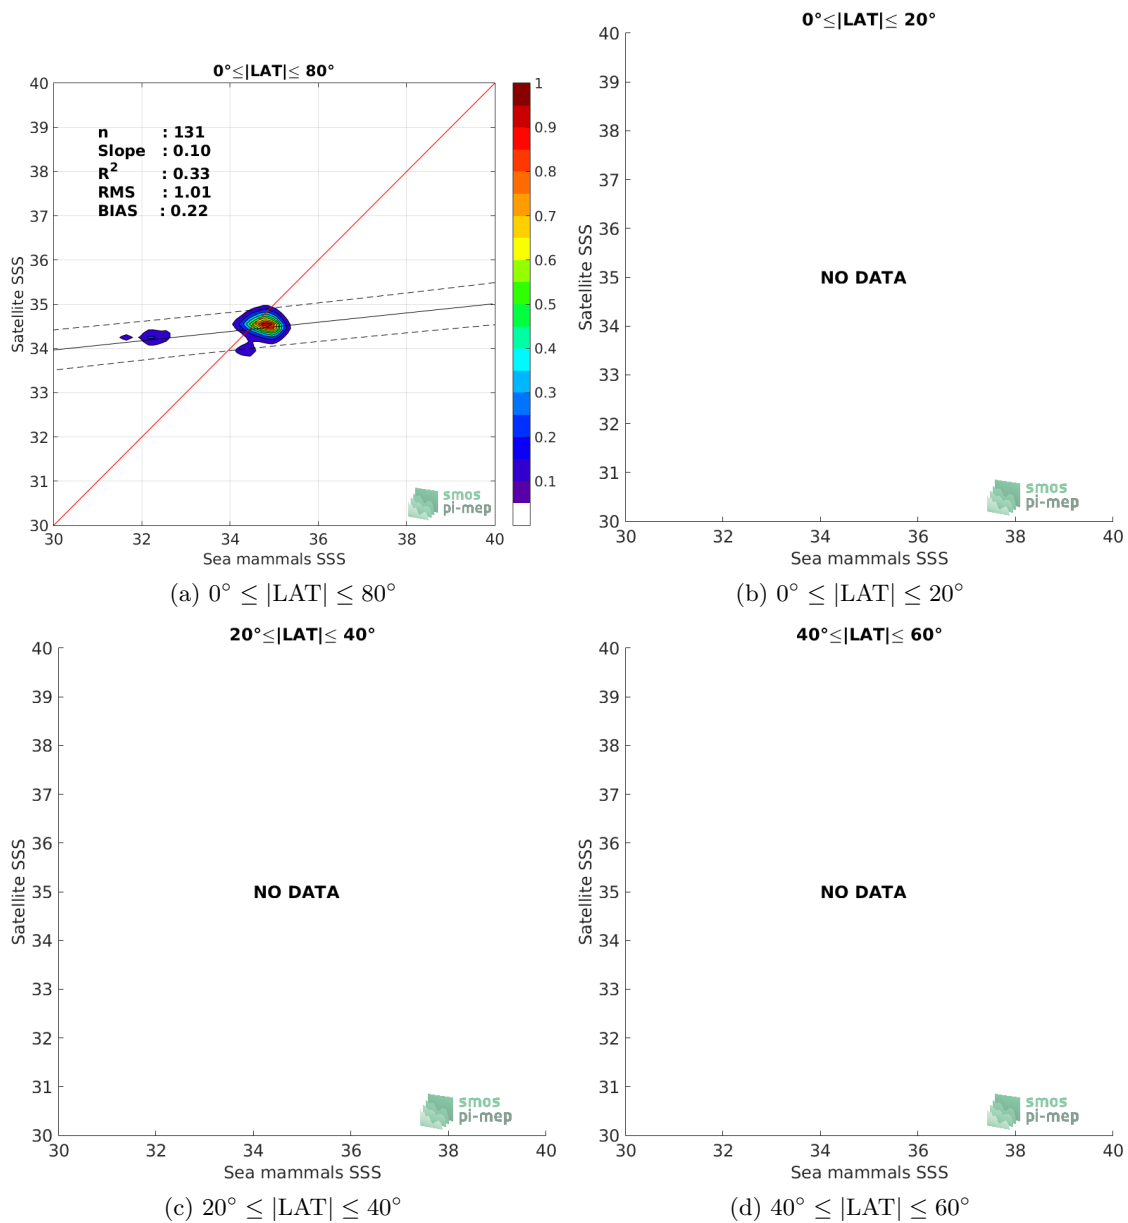 0°≤|LAT|≤ 80°
40
39
38
37
36
35
34
33
32
31
30
n : 131
Slope : 0.10
R² : 0.33
RMS : 1.01
BIAS : 0.22
1
0.9
0.8
0.7
0.6
0.5
0.4
0.3
0.2
0.1
Satellite SSS
smos
pi-mep
30 32 34 36 38 40
Sea mammals SSS
(a) 0° ≤ |LAT| ≤ 80°
0°≤|LAT|≤ 20°
40
39
38
37
36
35
34
33
32
31
30
Satellite SSS
NO DATA
smos
pi-mep
30 32 34 36 38 40
Sea mammals SSS
(b) 0° ≤ |LAT| ≤ 20°
20°≤|LAT|≤ 40°
40
39
38
37
36
35
34
33
32
31
30
Satellite SSS
NO DATA
smos
pi-mep
30 32 34 36 38 40
Sea mammals SSS
(c) 20° ≤ |LAT| ≤ 40°
40°≤|LAT|≤ 60°
40
39
38
37
36
35
34
33
32
31
30
Satellite SSS
NO DATA
smos
pi-mep
30 32 34 36 38 40
Sea mammals SSS
(d) 40° ≤ |LAT| ≤ 60°